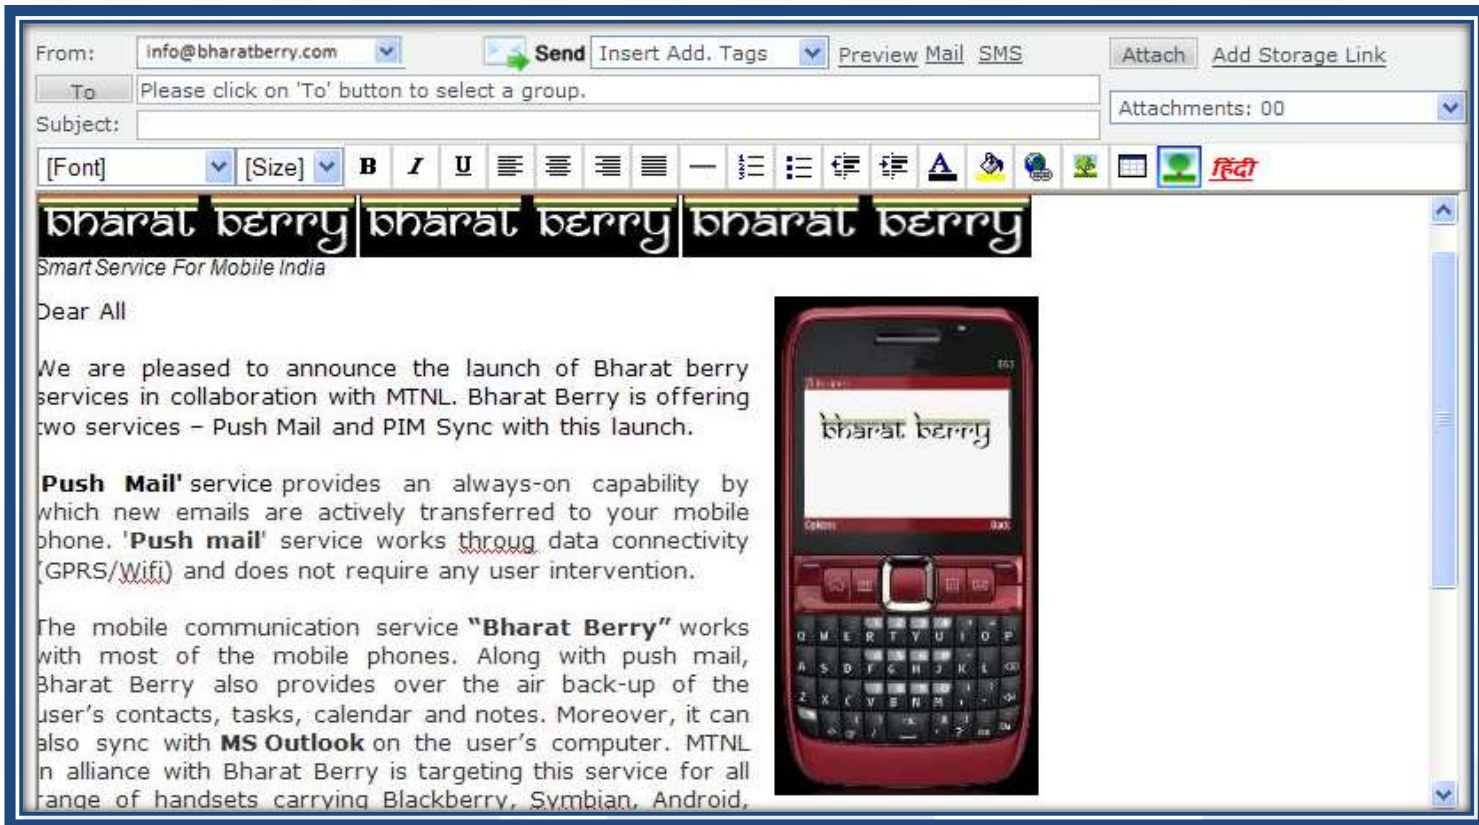 From: info@bharatberry.com Send Insert Add. Tags Preview Mail SMS Attach Add Storage Link
To Please click on 'To' button to select a group.
Attachments: 00
Subject:
[Font] [Size] B I U A हिंदी
bharat berry bharat berry bharat berry
Smart Service For Mobile India
Dear All
We are pleased to announce the launch of Bharat berry
services in collaboration with MTNL. Bharat Berry is offering
two services – Push Mail and PIM Sync with this launch.
'Push Mail' service provides an always-on capability by
which new emails are actively transferred to your mobile
phone. 'Push mail' service works throug data connectivity
(GPRS/Wifi) and does not require any user intervention.
The mobile communication service “Bharat Berry” works
with most of the mobile phones. Along with push mail,
Bharat Berry also provides over the air back-up of the
user’s contacts, tasks, calendar and notes. Moreover, it can
also sync with MS Outlook on the user’s computer. MTNL
in alliance with Bharat Berry is targeting this service for all
range of handsets carrying Blackberry, Symbian, Android,
E63
bharat berry
Options Back
Q W E R T Y U I O P
A S D F G H J K L
Z X C V B N M